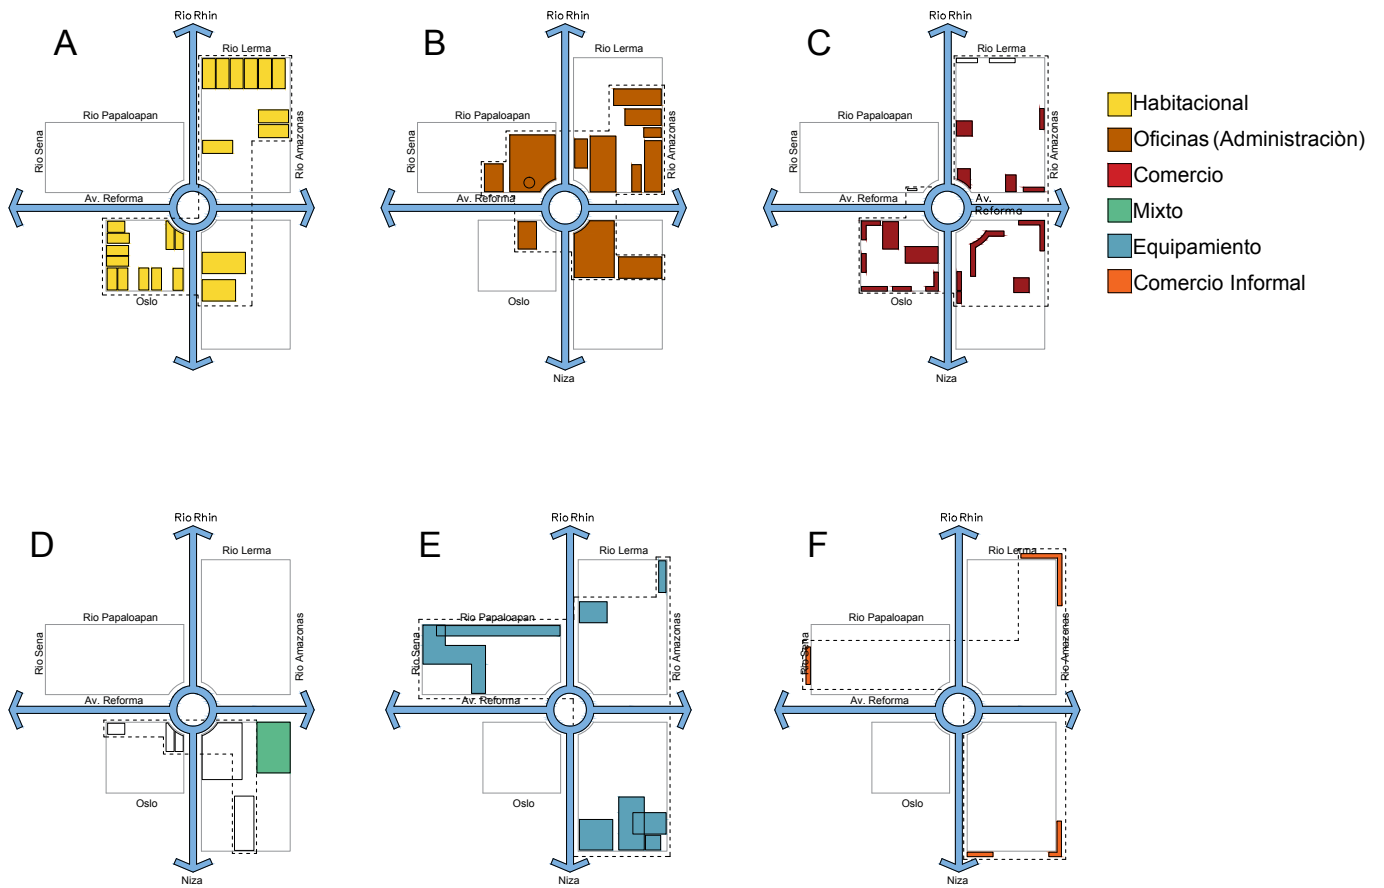 A
Rio Rhin
Rio Lerma
Rio Papaloapan
Rio Sena
Rio Amazonas
Av. Reforma
Oslo
B
Rio Rhin
Rio Lerma
Rio Papaloapan
Rio Sena
Rio Amazonas
Av. Reforma
Oslo
Niza
C
Rio Rhin
Rio Lerma
Rio Papaloapan
Rio Sena
Rio Amazonas
Av. Reforma
Av.
Reforma
Oslo
Niza
Habitacional
Oficinas (Administraciòn)
Comercio
Mixto
Equipamiento
Comercio Informal
D
Rio Rhin
Rio Lerma
Rio Papaloapan
Rio Sena
Rio Amazonas
Av. Reforma
Oslo
Niza
E
Rio Rhin
Rio Lerma
Rio Papaloapan
Rio Sena
Rio Amazonas
Av. Reforma
Oslo
Niza
F
Rio Rhin
Rio Lerma
Rio Papaloapan
Rio Sena
Rio Amazonas
Av. Reforma
Oslo
Niza